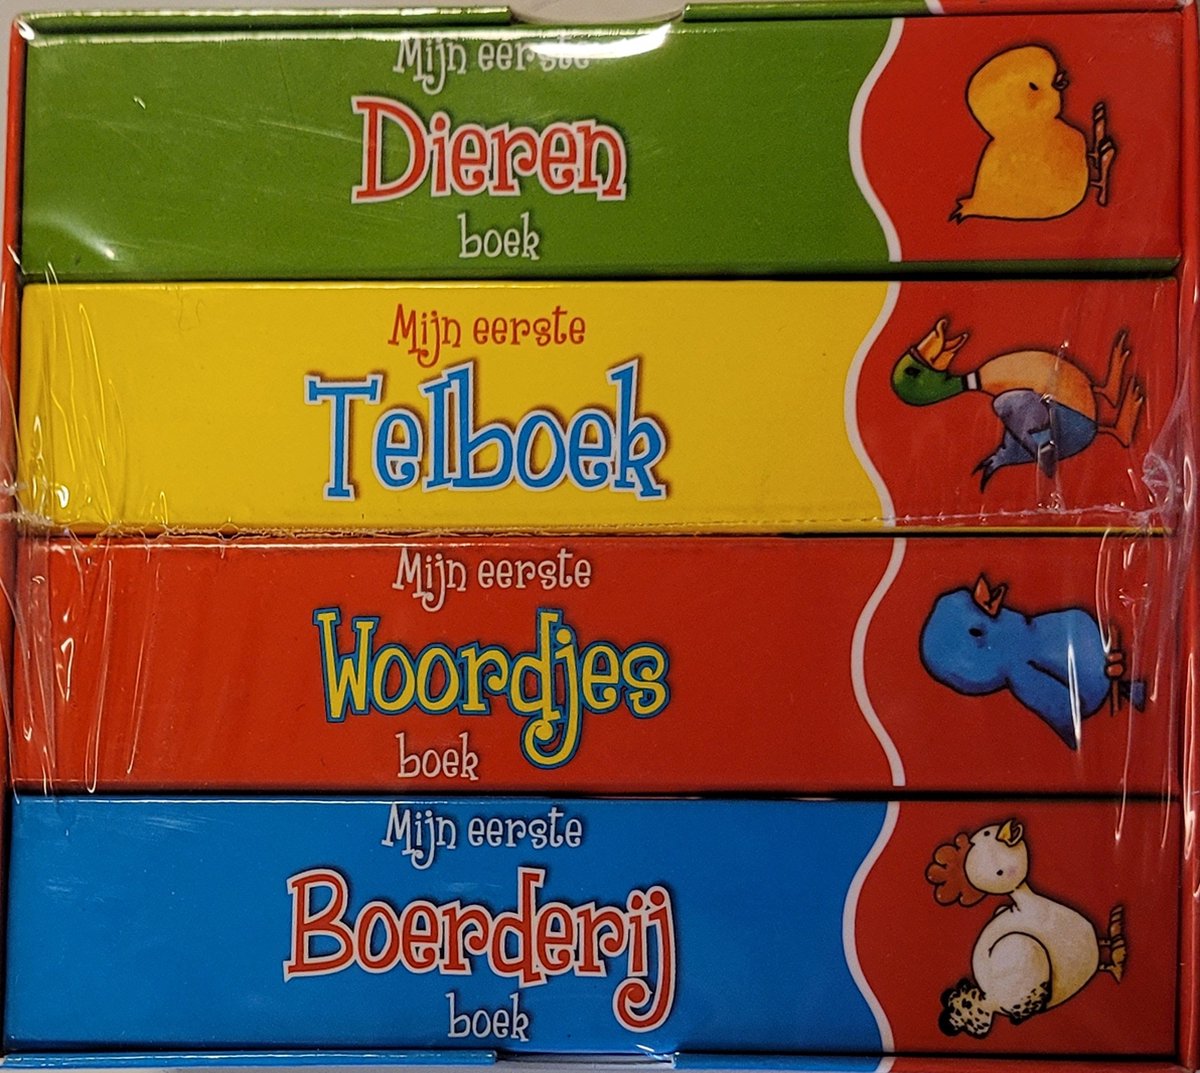 Mijn eerste
Dieren
boek
Mijn eerste
Telboek
Mijn eerste
Woordjes
boek
Mijn eerste
Boerderij
boek